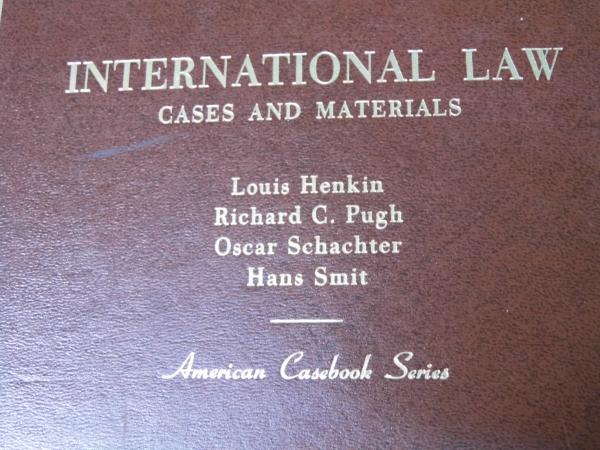 INTERNATIONAL LAW
CASES AND MATERIALS
Louis Henkin
Richard C. Pugh
Oscar Schachter
Hans Smit
American Casebook Series